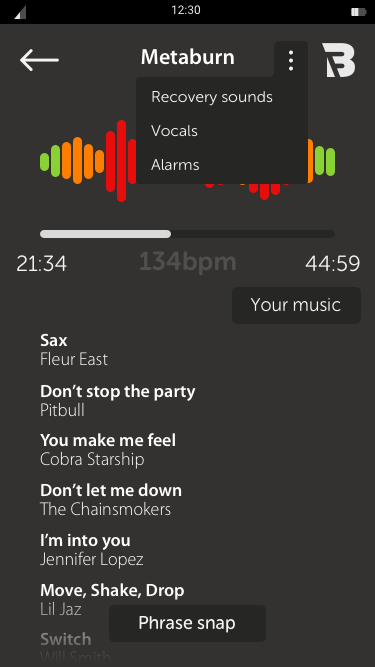 12:30
Metaburn
B
Recovery sounds
Vocals
Alarms
21:34
134bpm
44:59
Your music
Sax
Fleur East
Don't stop the party
Pitbull
You make me feel
Cobra Starship
Don't let me down
The Chainsmokers
I'm into you
Jennifer Lopez
Move, Shake, Drop
Lil Jaz
Phrase snap
Switch
Will Smith